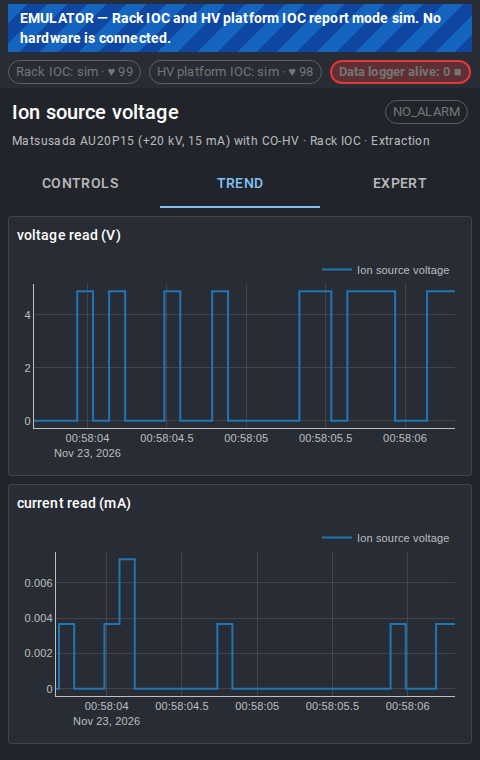 EMULATOR — Rack IOC and HV platform IOC report mode sim. No
hardware is connected.
Rack IOC: sim · ♥ 99
HV platform IOC: sim · ♥ 98
Data logger alive: 0 ■
Ion source voltage
NO_ALARM
Matsusada AU20P15 (+20 kV, 15 mA) with CO-HV · Rack IOC · Extraction
CONTROLS
TREND
EXPERT
voltage read (V)
Ion source voltage
4
2
0
00:58:04
00:58:04.5
00:58:05
00:58:05.5
00:58:06
Nov 23, 2026
current read (mA)
Ion source voltage
0.006
0.004
0.002
0
00:58:04
00:58:04.5
00:58:05
00:58:05.5
00:58:06
Nov 23, 2026